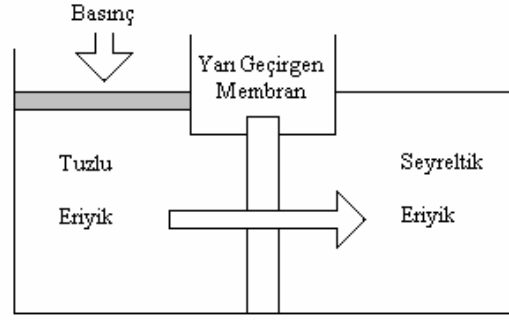 Basınç
Yarı Geçirgen
Membran
Tuzlu
Eriyik
Seyreltik
Eriyik